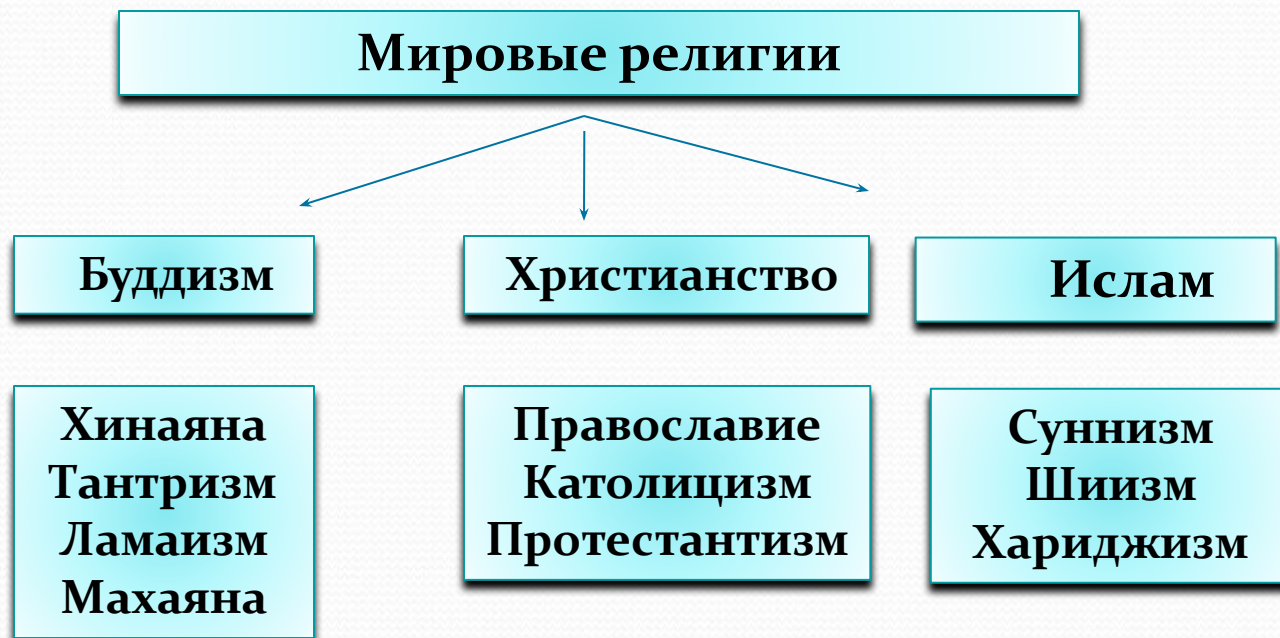 Мировые религии
Буддизм
Христианство
Ислам
Хинаяна
Тантризм
Ламаизм
Махаяна
Православие
Католицизм
Протестантизм
Суннизм
Шиизм
Хариджизм